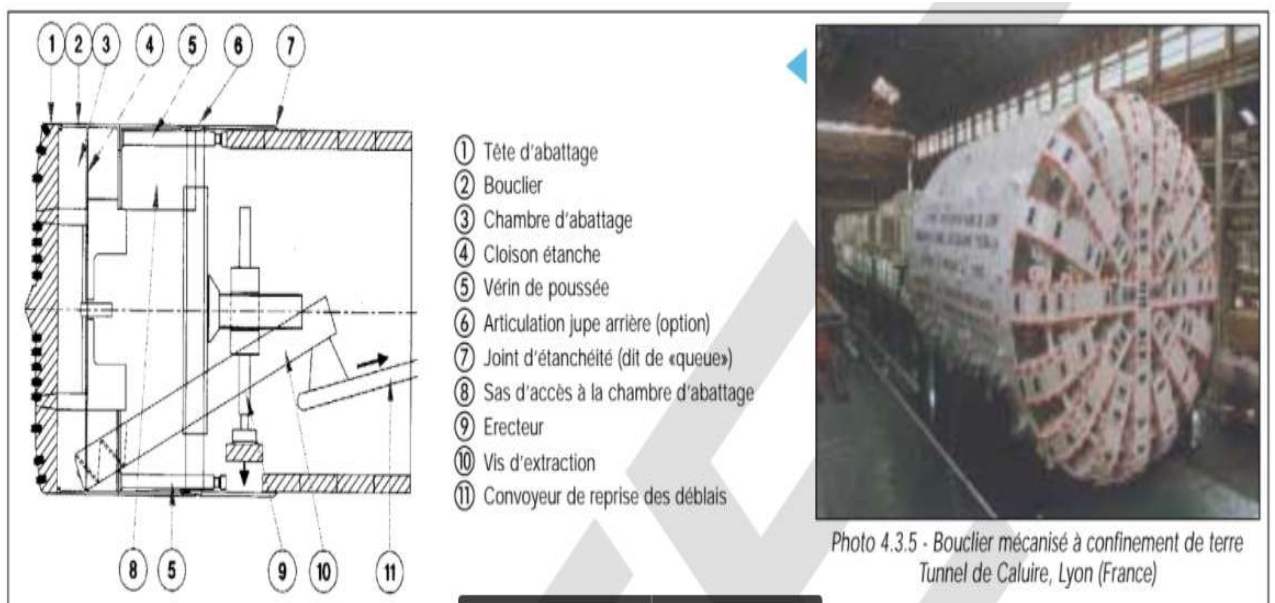 1 2 3 4 5 6 7
① Tête d'abattage
② Bouclier
③ Chambre d'abattage
④ Cloison étanche
⑤ Vérin de poussée
⑥ Articulation jupe arrière (option)
⑦ Joint d'étanchéité (dit de «queue»)
⑧ Sas d'accès à la chambre d'abattage
⑨ Erecteur
⑩ Vis d'extraction
⑪ Convoyeur de reprise des déblais
8 5 9 10 11
Photo 4.3.5 - Bouclier mécanisé à confinement de terre
Tunnel de Caluire, Lyon (France)